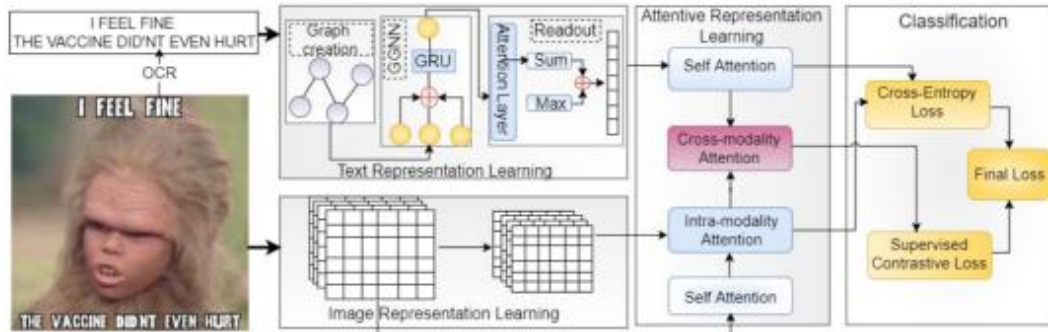 I FEEL FINE
THE VACCINE DID'NT EVEN HURT
OCR
I FEEL FINE
THE VACCINE DIDNT EVEN HURT
Graph
creation
GGNN
GRU
Attention Layer
Readout
Sum
Max
Text Representation Learning
Image Representation Learning
Attentive Representation
Learning
Self Attention
Cross-modality
Attention
Intra-modality
Attention
Self Attention
Classification
Cross-Entropy
Loss
Final Loss
Supervised
Contrastive Loss